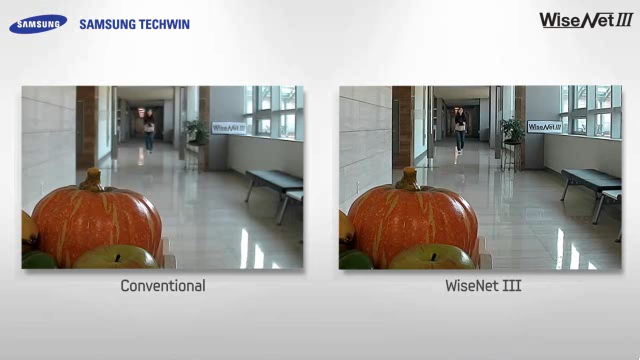 SAMSUNG
SAMSUNG TECHWIN
WiseNet III
WiseNet III
WiseNet III
Conventional
WiseNet III